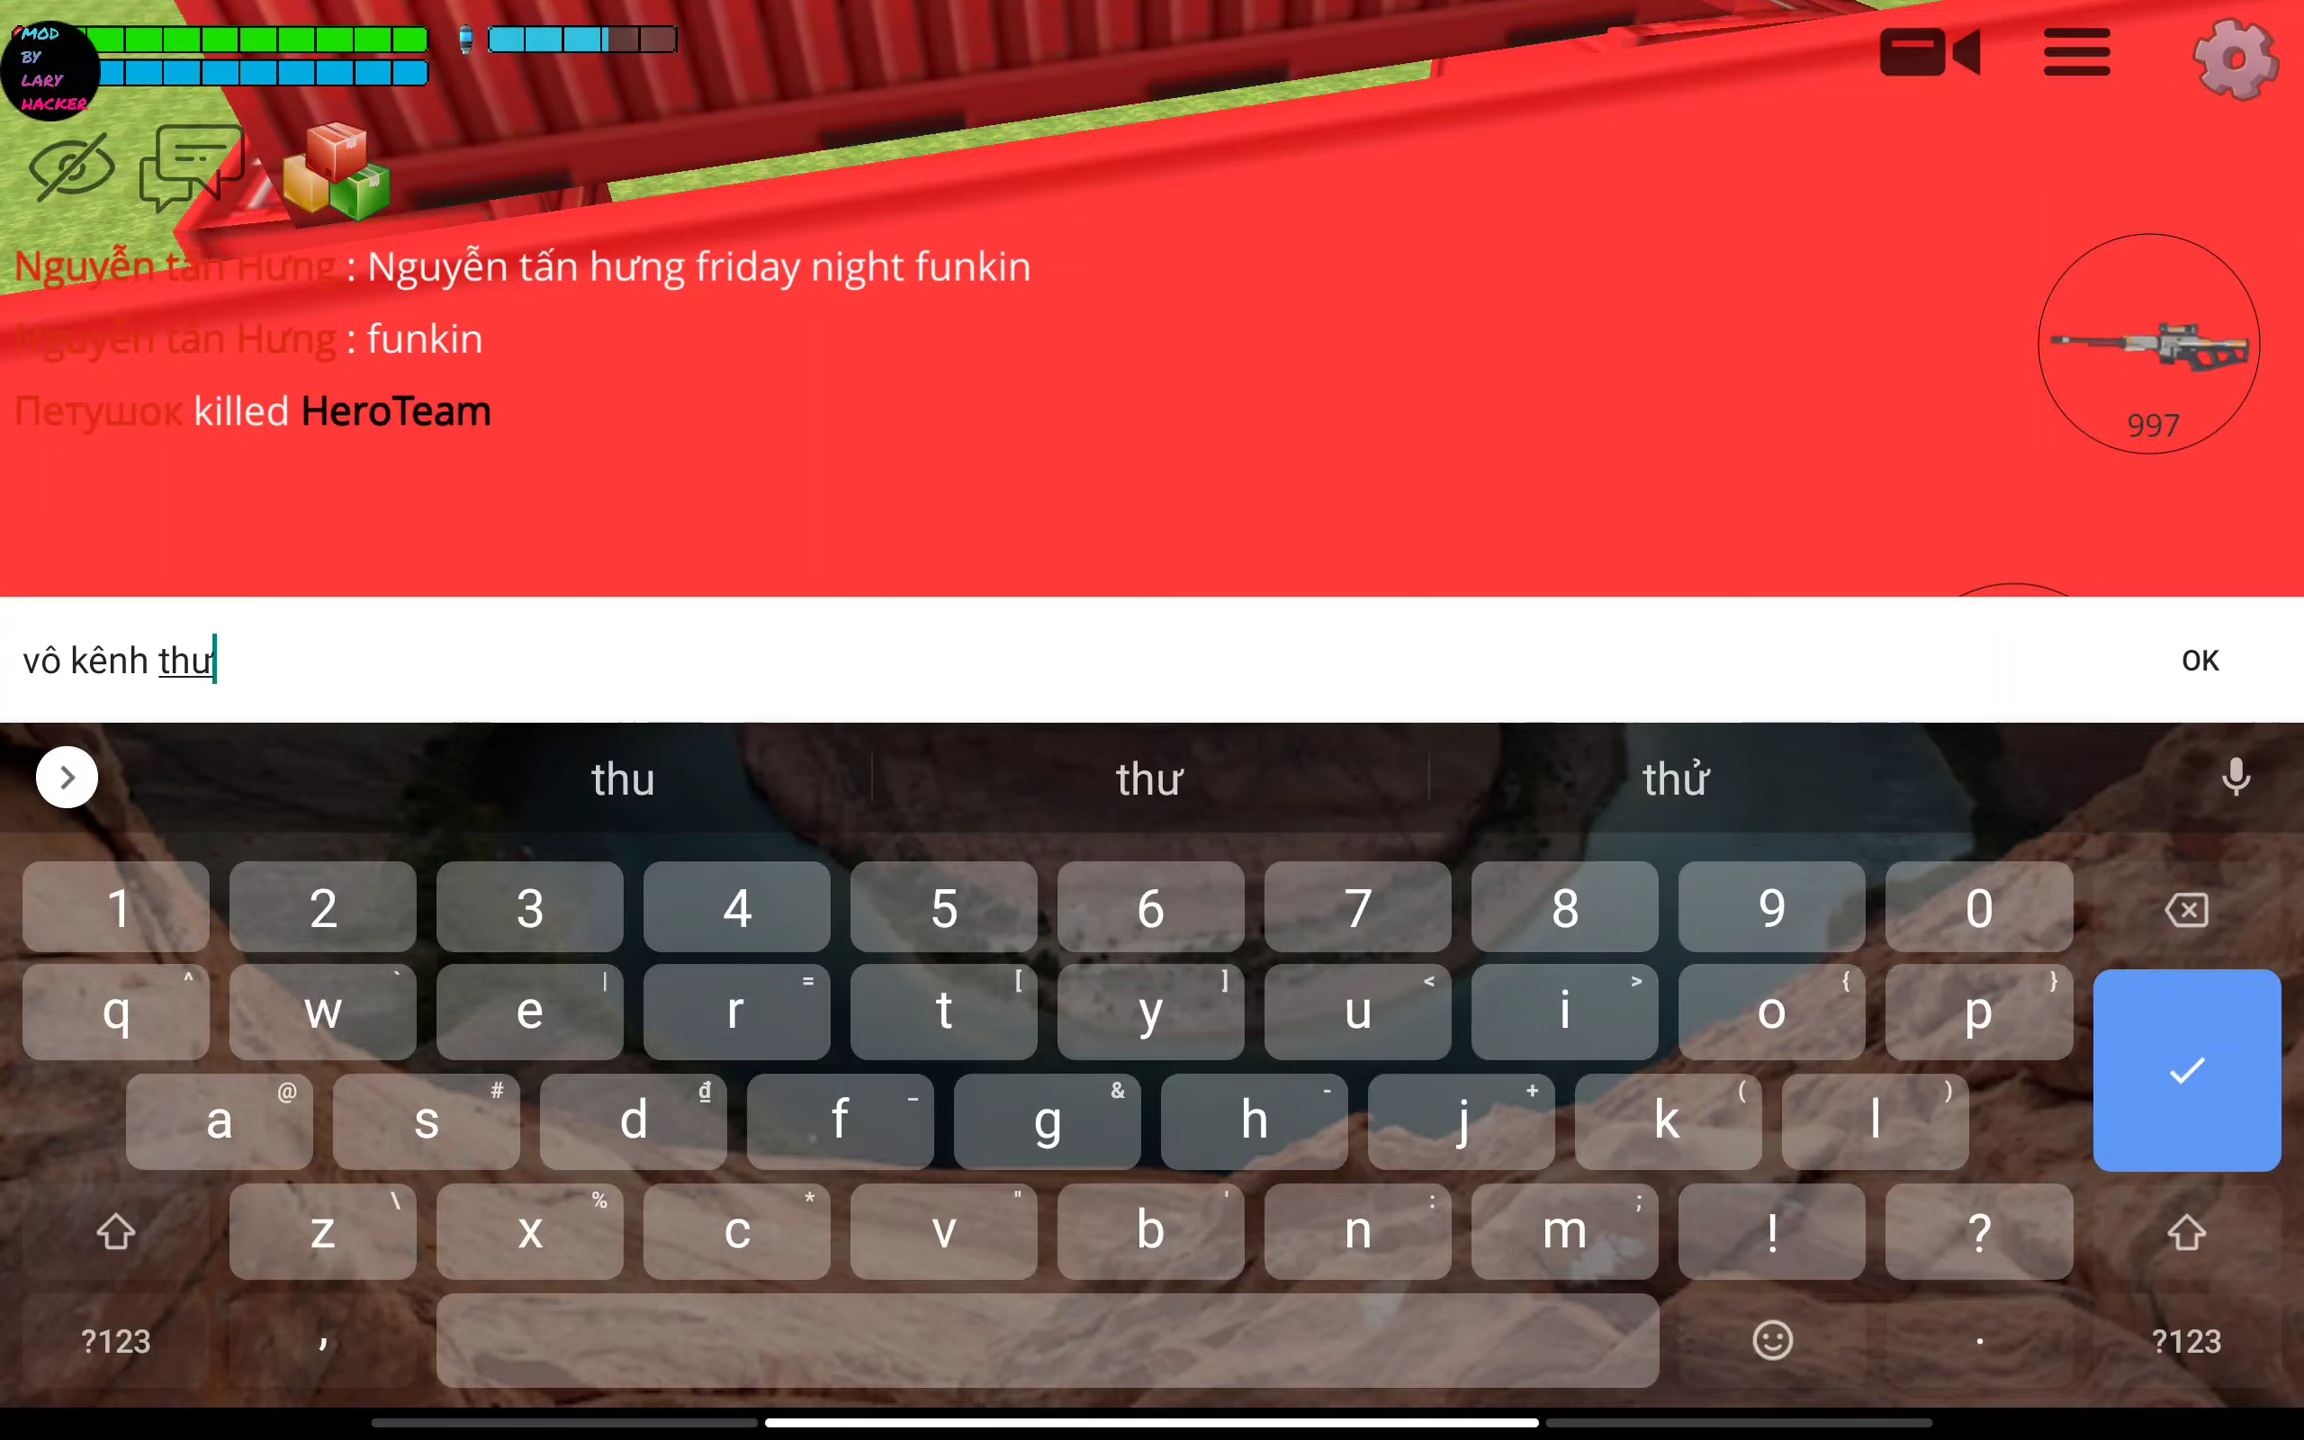 MOD
BY
LARY
HACKER
Nguyễn tấn Hưng : Nguyễn tấn hưng friday night funkin
Nguyễn tấn Hưng : funkin
Петушок killed HeroTeam
997
vô kênh thư
OK
thu thư thử
1 2 3 4 5 6 7 8 9 0
q ^ w ` e | r = t [ y ] u < i > o { p }
a @ s # d ₫ f _ g & h - j + k ( l )
z \ x % c * v " b ' n : m ; ! ?
?123 , . ?123